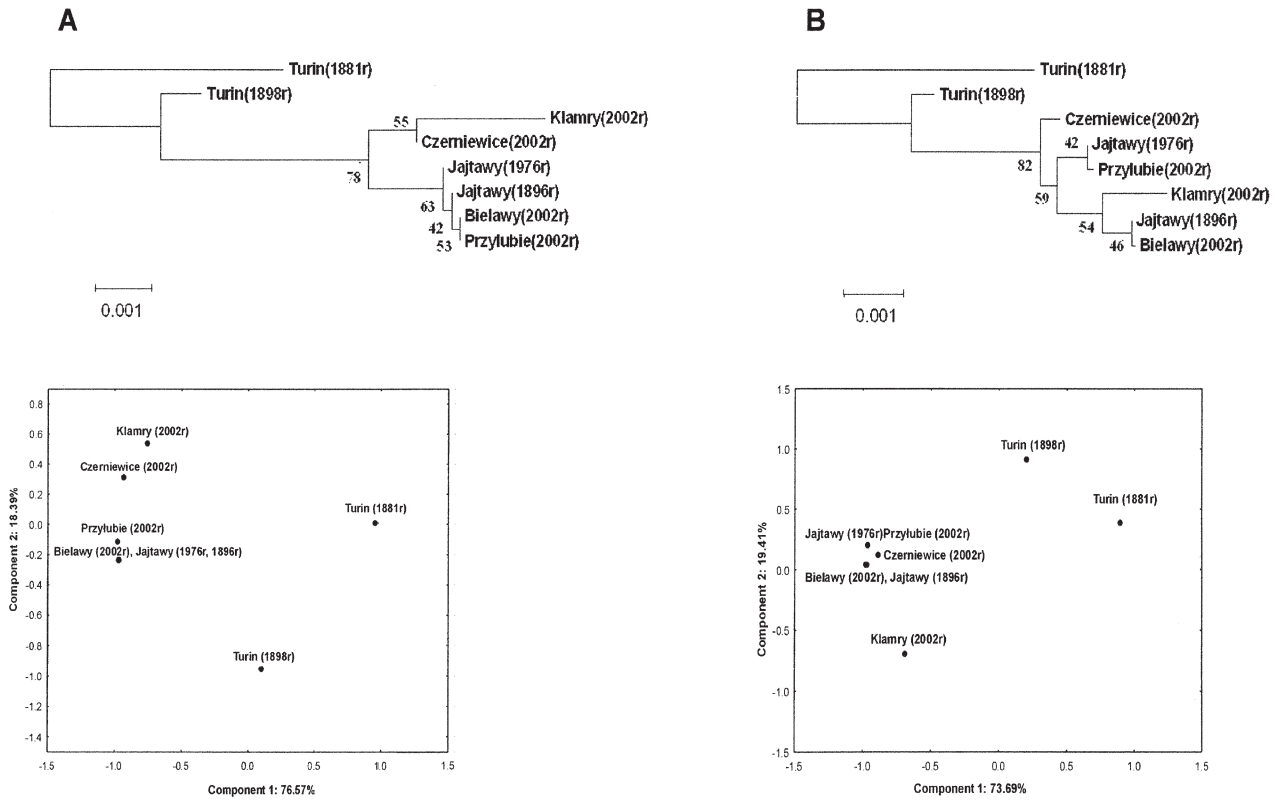 A
B
Turin(1881r)
Turin(1898r)
55
Klamry(2002r)
Czerniewice(2002r)
78
Jajtawy(1976r)
Jajtawy(1896r)
63
Bielawy(2002r)
42
Przylubie(2002r)
53
0.001
Turin(1881r)
Turin(1898r)
Czerniewice(2002r)
42
Jajtawy(1976r)
82
Przylubie(2002r)
59
Klamry(2002r)
54
Jajtawy(1896r)
46
Bielawy(2002r)
0.001
0.8
0.6
0.4
0.2
0.0
-0.2
-0.4
-0.6
-0.8
-1.0
-1.2
-1.4
Component 2: 18.39%
Klamry (2002r)
Czerniewice (2002r)
Turin (1881r)
Przyłubie (2002r)
Bielawy (2002r), Jajtawy (1976r, 1896r)
Turin (1898r)
-1.5 -1.0 -0.5 0.0 0.5 1.0 1.5
Component 1: 76.57%
1.5
1.0
0.5
0.0
-0.5
-1.0
-1.5
Component 2: 19.41%
Turin (1898r)
Turin (1881r)
Jajtawy (1976r)Przyłubie (2002r)
Czerniewice (2002r)
Bielawy (2002r), Jajtawy (1896r)
Klamry (2002r)
-1.5 -1.0 -0.5 0.0 0.5 1.0 1.5
Component 1: 73.69%